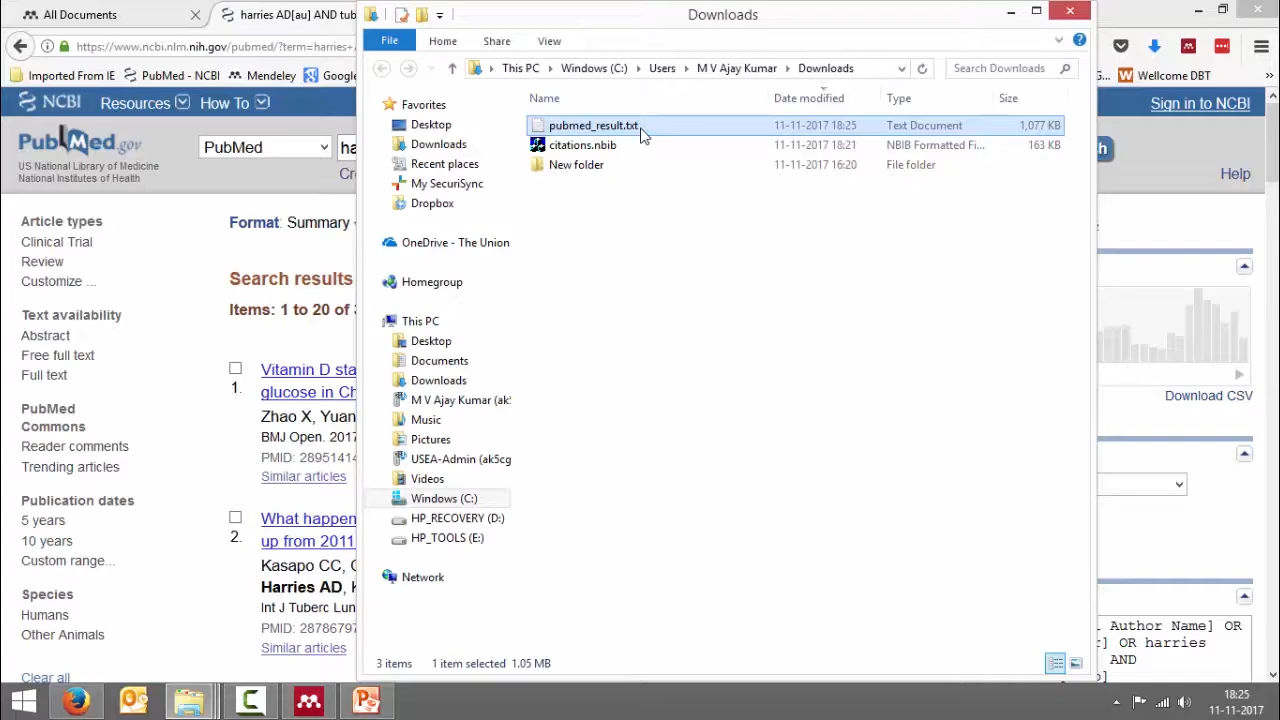 All Documents
harries AD[au] AND tub
Downloads
File
Home
Share
View
https://www.ncbi.nlm.nih.gov/pubmed/?term=harries+
This PC
Windows (C:)
Users
M V Ajay Kumar
Downloads
Search Downloads
Imported From IE
PubMed - NCBI
Mendeley
Google
Wellcome DBT
NCBI
Resources
How To
Sign in to NCBI
PubMed.gov
US National Library of Medicine
National Institutes of Health
PubMed
ha
Help
Name
Date modified
Type
Size
pubmed_result.txt
11-11-2017 18:25
Text Document
1,077 KB
citations.nbib
11-11-2017 18:21
NBIB Formatted Fi...
163 KB
New folder
11-11-2017 16:20
File folder
Favorites
Desktop
Downloads
Recent places
My SecuriSync
Dropbox
OneDrive - The Union
Homegroup
This PC
Desktop
Documents
Downloads
M V Ajay Kumar (ak5
Music
Pictures
USEA-Admin (ak5cg
Videos
Windows (C:)
HP_RECOVERY (D:)
HP_TOOLS (E:)
Network
3 items
1 item selected 1.05 MB
Article types
Clinical Trial
Review
Customize ...
Text availability
Abstract
Free full text
Full text
PubMed
Commons
Reader comments
Trending articles
Publication dates
5 years
10 years
Custom range...
Species
Humans
Other Animals
Clear all
Format: Summary
Search results
Items: 1 to 20 of
1.
Vitamin D sta
glucose in Ch
Zhao X, Yuan
BMJ Open. 2017
PMID: 28951414
Similar articles
2.
What happen
up from 2011
Kasapo CC, C
Harries AD, K
Int J Tuberc Lun
PMID: 28786797
Similar articles
Download CSV
Author Name] OR
] OR harries
AND
18:25
11-11-2017